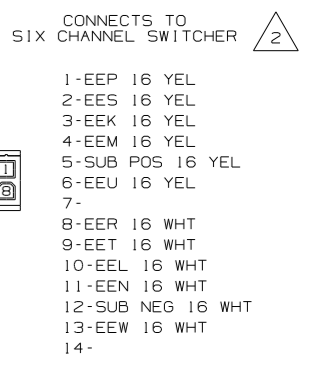 CONNECTS TO
SIX CHANNEL SWITCHER 2
1-EEP 16 YEL
2-EES 16 YEL
3-EEK 16 YEL
4-EEM 16 YEL
5-SUB POS 16 YEL
6-EEU 16 YEL
7-
8-EER 16 WHT
9-EET 16 WHT
10-EEL 16 WHT
11-EEN 16 WHT
12-SUB NEG 16 WHT
13-EEW 16 WHT
14-
1
8